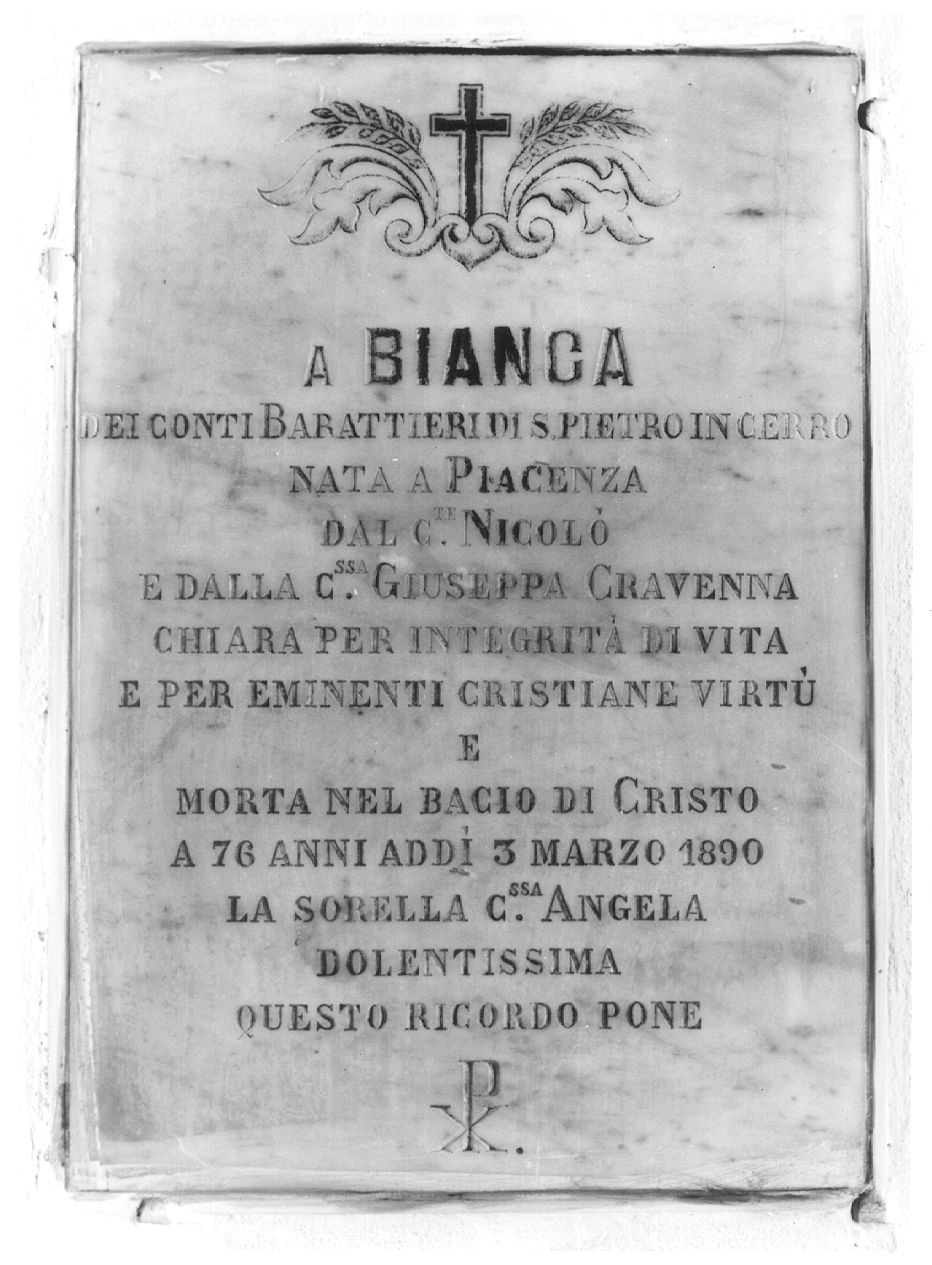 A BIANCA
DEI CONTI BARATTIERI DI S. PIETRO IN CERRO
NATA A PIACENZA
DAL C.TE NICOLÒ
E DALLA C.SSA GIUSEPPA CRAVENNA
CHIARA PER INTEGRITÀ DI VITA
E PER EMINENTI CRISTIANE VIRTÙ
E
MORTA NEL BACIO DI CRISTO
A 76 ANNI ADDÌ 3 MARZO 1890
LA SORELLA C.SSA ANGELA
DOLENTISSIMA
QUESTO RICORDO PONE
☧.